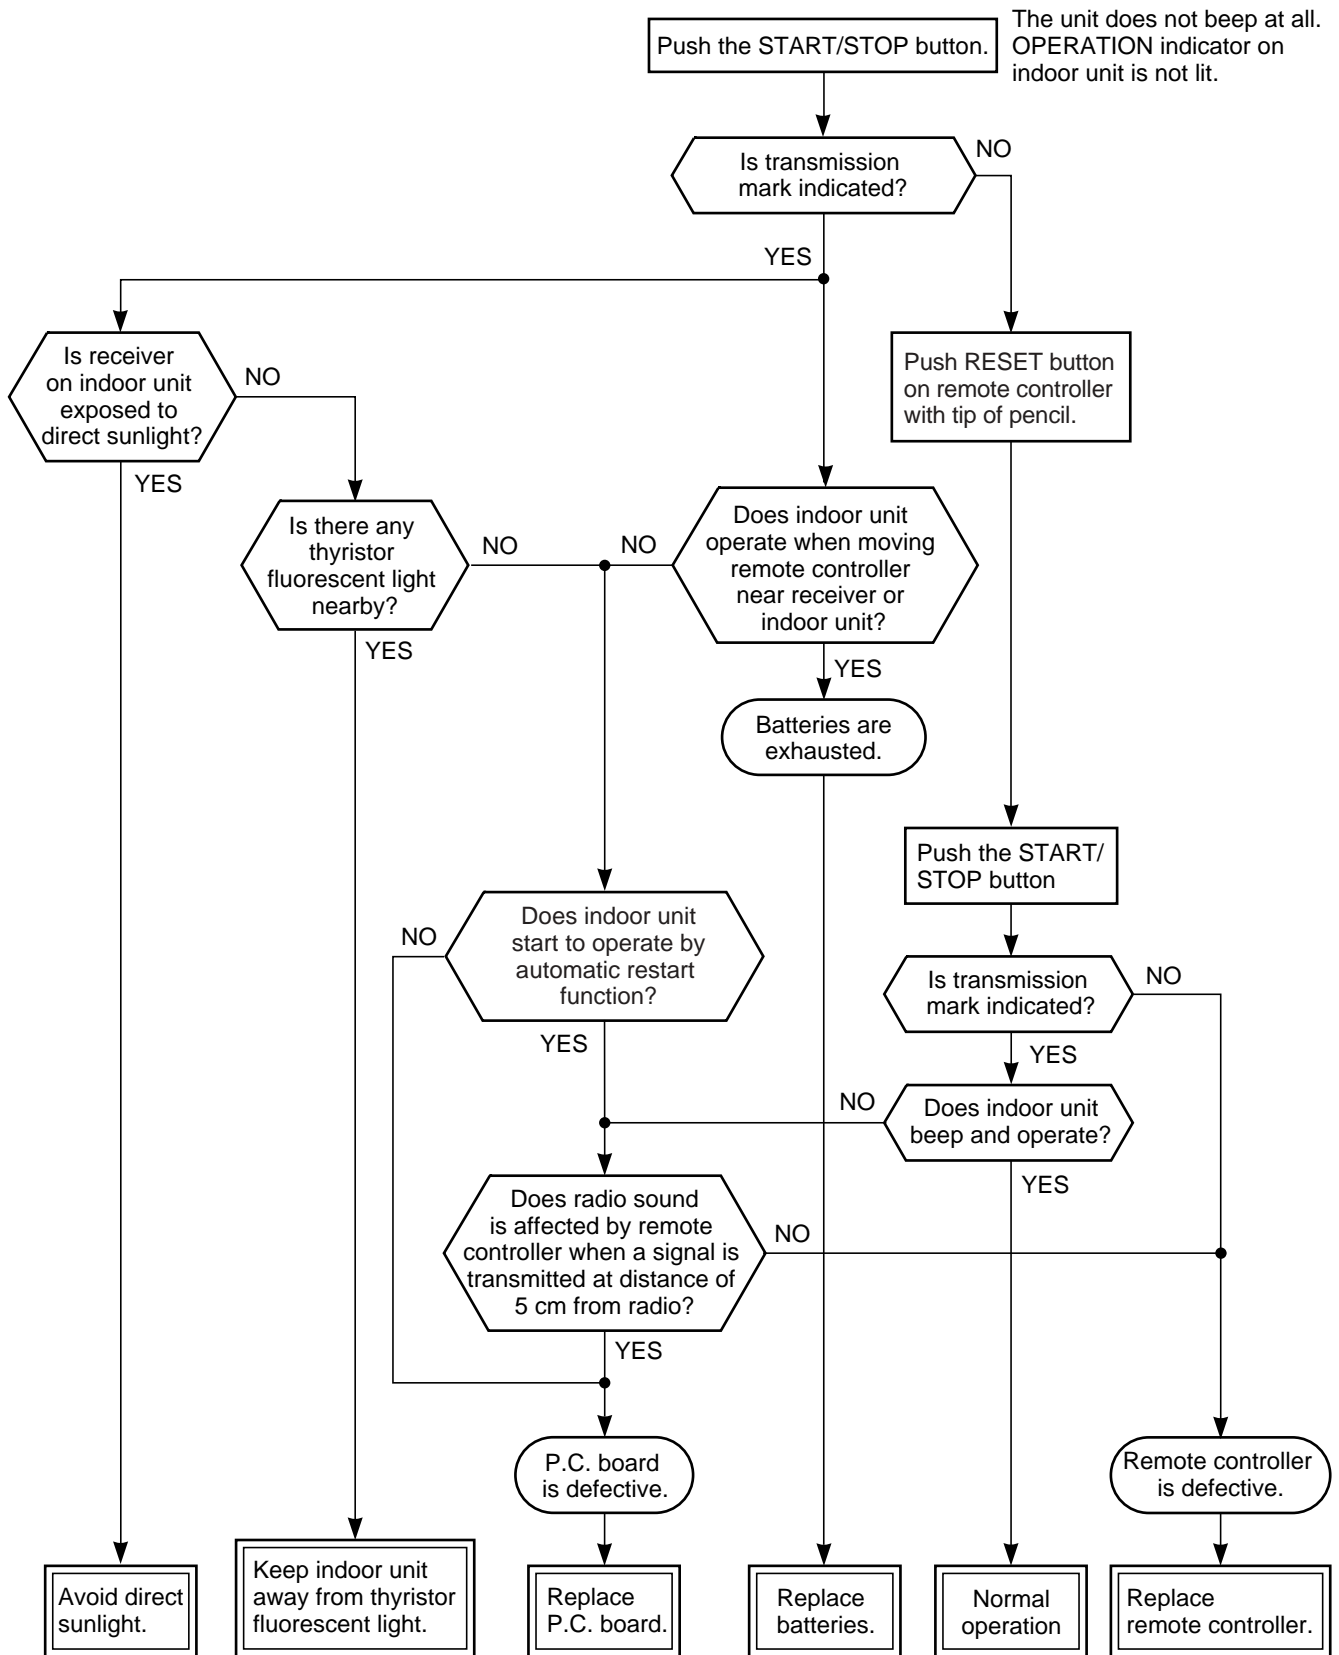 Push the START/STOP button.
The unit does not beep at all.
OPERATION indicator on
indoor unit is not lit.
Is transmission
mark indicated?
NO
YES
Is receiver
on indoor unit
exposed to
direct sunlight?
NO
YES
Push RESET button
on remote controller
with tip of pencil.
Is there any
thyristor
fluorescent light
nearby?
NO
YES
NO
Does indoor unit
operate when moving
remote controller
near receiver or
indoor unit?
YES
Batteries are
exhausted.
Push the START/
STOP button
NO
Does indoor unit
start to operate by
automatic restart
function?
YES
Is transmission
mark indicated?
NO
YES
NO
Does indoor unit
beep and operate?
YES
Does radio sound
is affected by remote
controller when a signal is
transmitted at distance of
5 cm from radio?
NO
YES
P.C. board
is defective.
Remote controller
is defective.
Avoid direct
sunlight.
Keep indoor unit
away from thyristor
fluorescent light.
Replace
P.C. board.
Replace
batteries.
Normal
operation
Replace
remote controller.